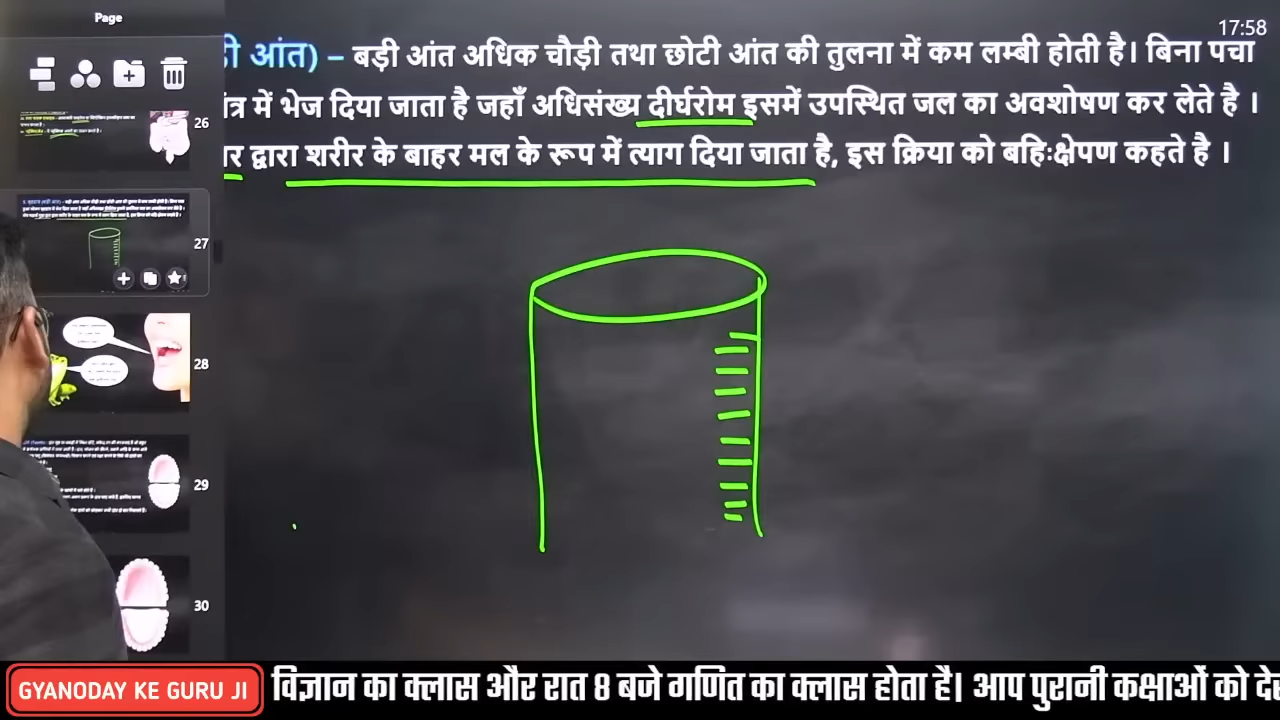 Page
17:58
ड़ी आंत) – बड़ी आंत अधिक चौड़ी तथा छोटी आंत की तुलना में कम लम्बी होती है। बिना पचा
तंत्र में भेज दिया जाता है जहाँ अधिसंख्य दीर्घरोम इसमें उपस्थित जल का अवशोषण कर लेते है ।
द्वारा शरीर के बाहर मल के रूप में त्याग दिया जाता है, इस क्रिया को बहिःक्षेपण कहते है ।
26
27
28
29
30
GYANODAY KE GURU JI
विज्ञान का क्लास और रात 8 बजे गणित का क्लास होता है| आप पुरानी कक्षाओं को